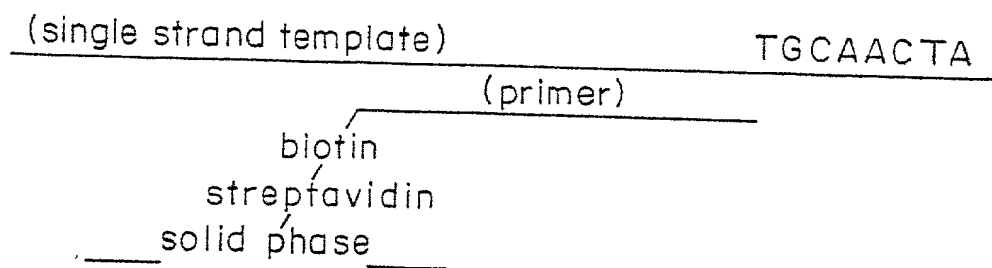 (single strand template) TGCAACTA
(primer)
biotin
streptavidin
solid phase